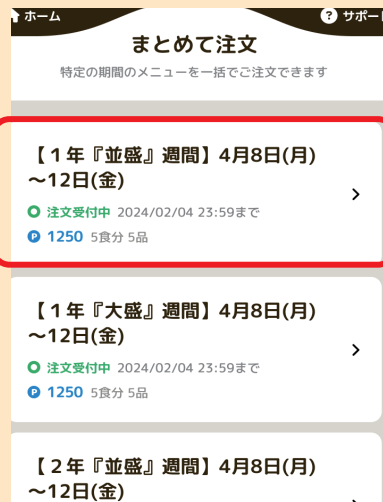 ホーム
? サポート
まとめて注文
特定の期間のメニューを一括でご注文できます
【１年『並盛』週間】4月8日(月)
～12日(金)
注文受付中 2024/02/04 23:59まで
P 1250 5食分 5品
【１年『大盛』週間】4月8日(月)
～12日(金)
注文受付中 2024/02/04 23:59まで
P 1250 5食分 5品
【２年『並盛』週間】4月8日(月)
～12日(金)